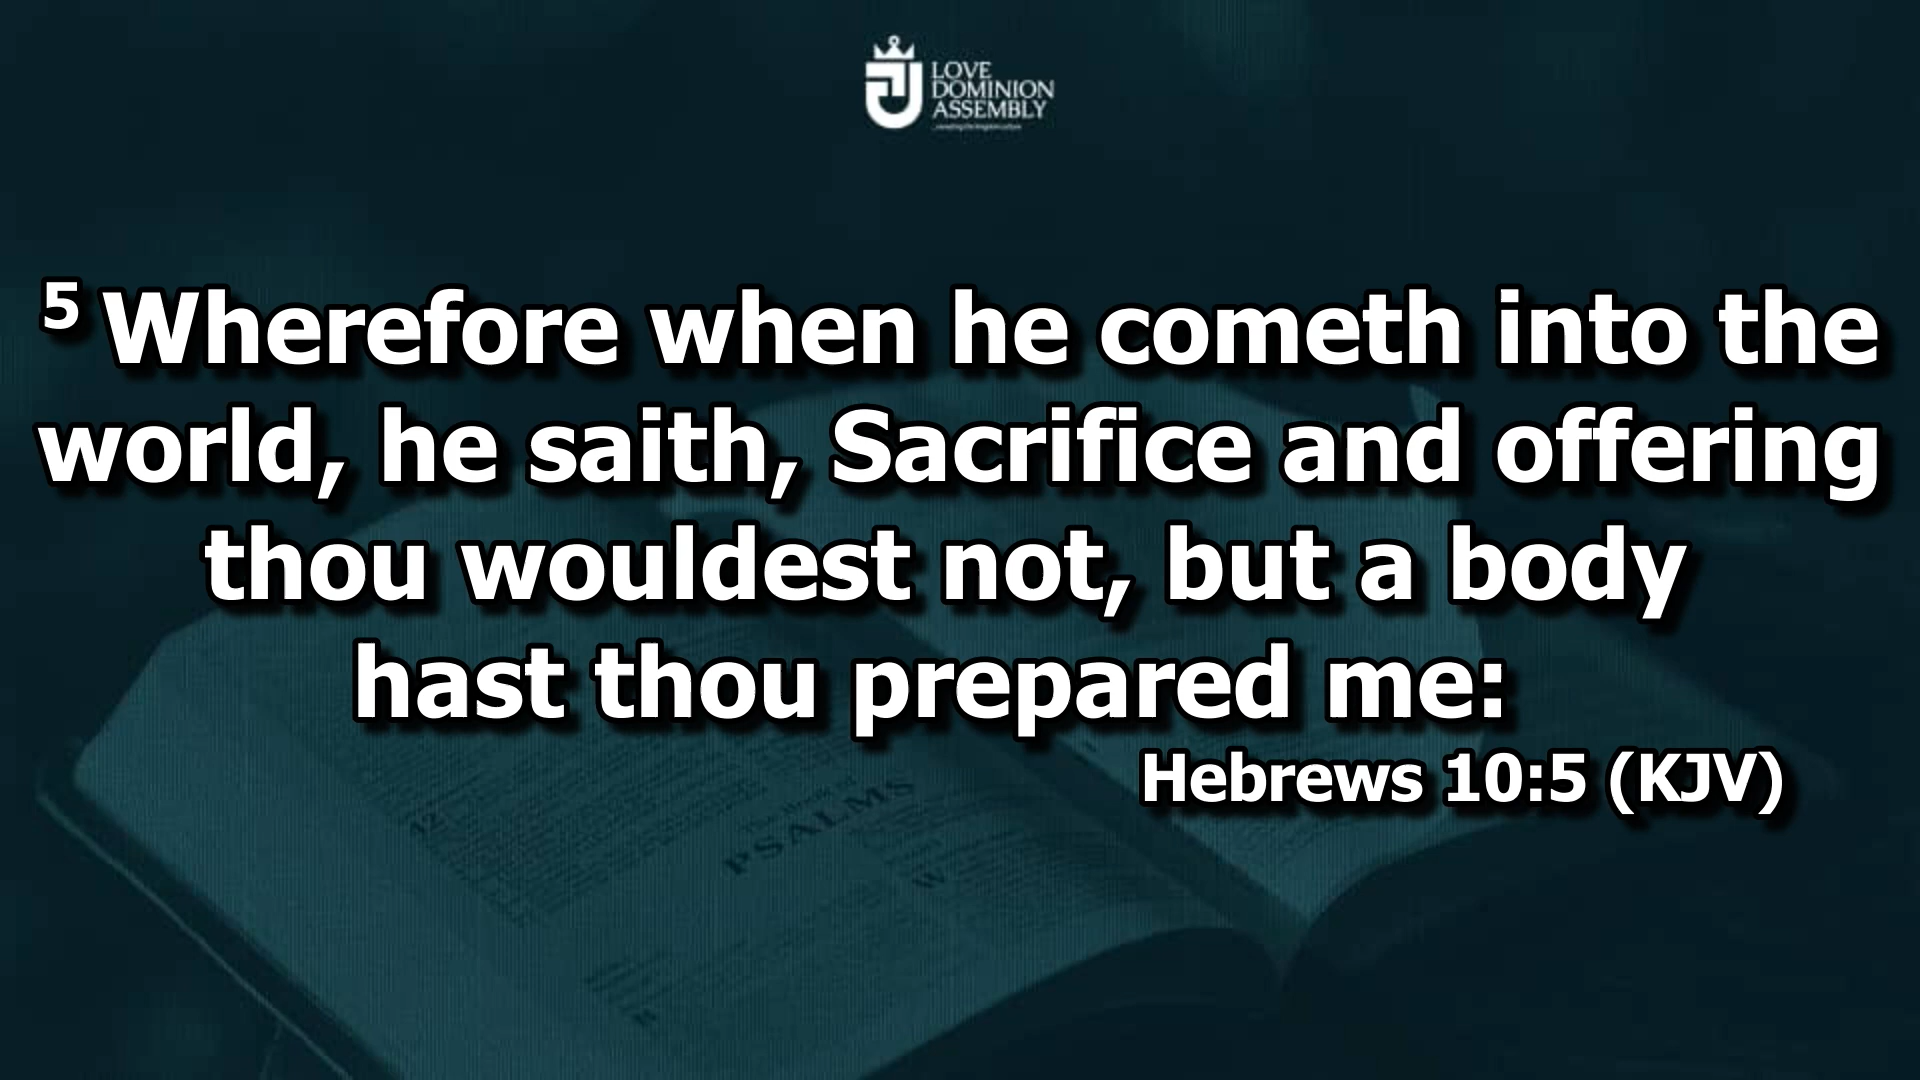 LOVE
DOMINION
ASSEMBLY
5 Wherefore when he cometh into the
world, he saith, Sacrifice and offering
thou wouldest not, but a body
hast thou prepared me:
Hebrews 10:5 (KJV)
12
PSALMS
W